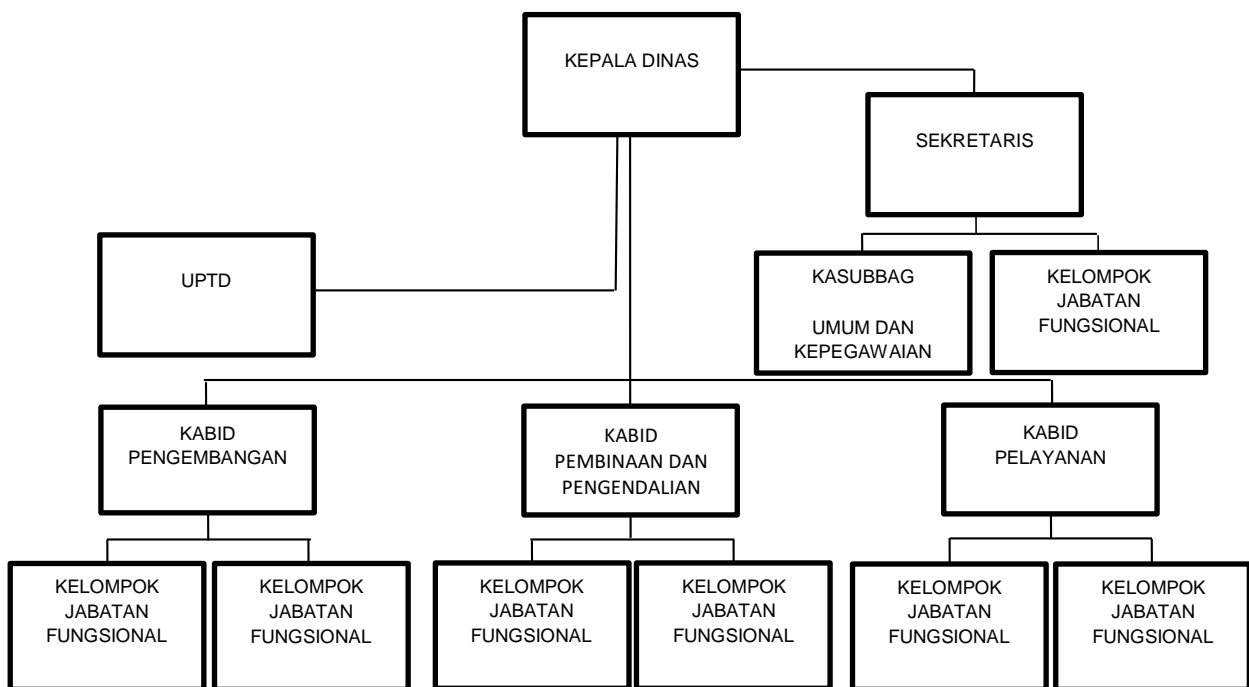 KEPALA DINAS
SEKRETARIS
UPTD
KASUBBAG
UMUM DAN
KEPEGAWAIAN
KELOMPOK
JABATAN
FUNGSIONAL
KABID
PENGEMBANGAN
KABID
PEMBINAAN DAN
PENGENDALIAN
KABID
PELAYANAN
KELOMPOK
JABATAN
FUNGSIONAL
KELOMPOK
JABATAN
FUNGSIONAL
KELOMPOK
JABATAN
FUNGSIONAL
KELOMPOK
JABATAN
FUNGSIONAL
KELOMPOK
JABATAN
FUNGSIONAL
KELOMPOK
JABATAN
FUNGSIONAL